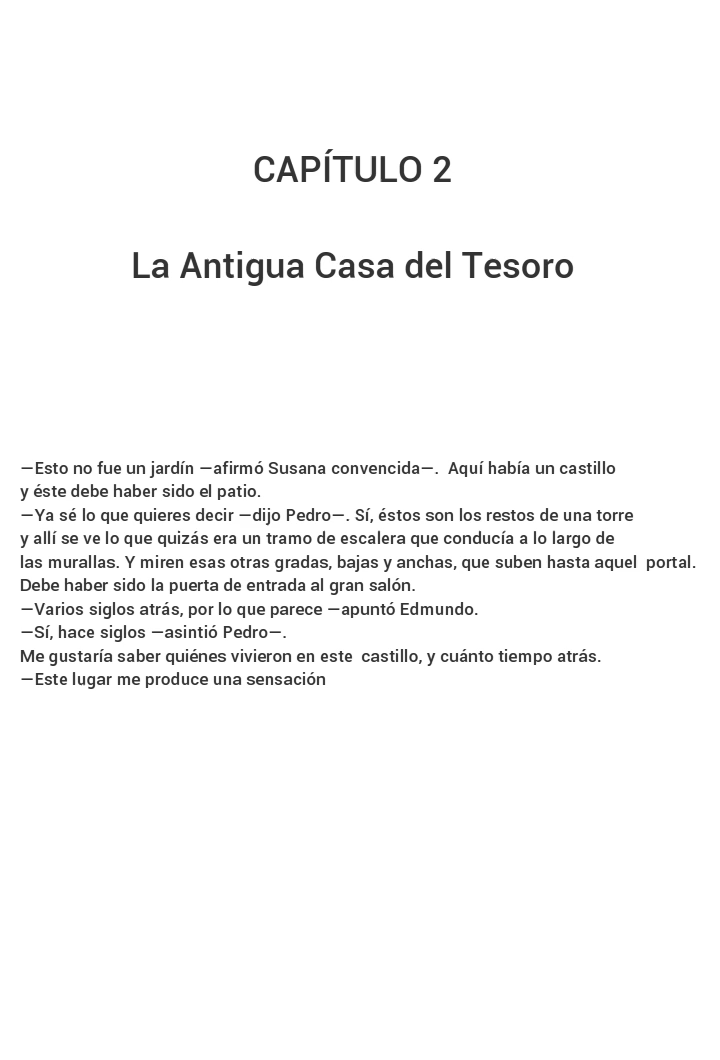 CAPÍTULO 2
La Antigua Casa del Tesoro
—Esto no fue un jardín —afirmó Susana convencida—.  Aquí había un castillo
y éste debe haber sido el patio.
—Ya sé lo que quieres decir —dijo Pedro—. Sí, éstos son los restos de una torre
y allí se ve lo que quizás era un tramo de escalera que conducía a lo largo de
las murallas. Y miren esas otras gradas, bajas y anchas, que suben hasta aquel  portal.
Debe haber sido la puerta de entrada al gran salón.
—Varios siglos atrás, por lo que parece —apuntó Edmundo.
—Sí, hace siglos —asintió Pedro—.
Me gustaría saber quiénes vivieron en este  castillo, y cuánto tiempo atrás.
—Este lugar me produce una sensación